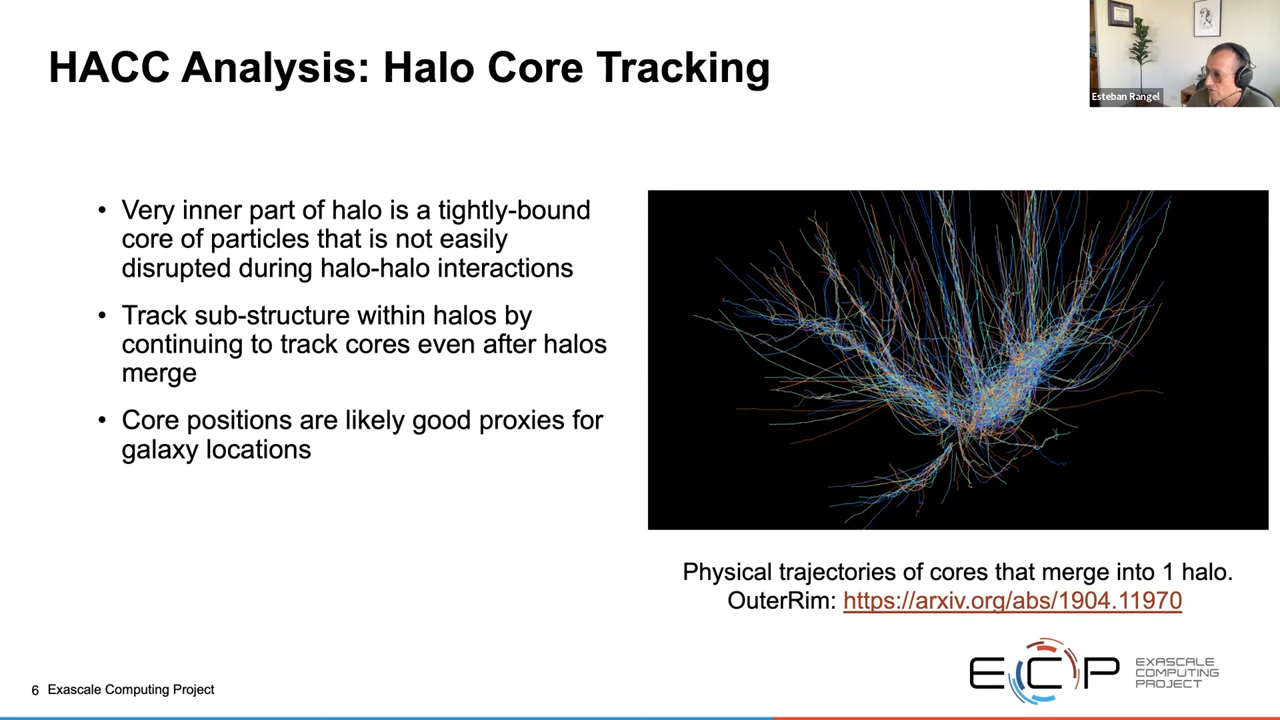 HACC Analysis: Halo Core Tracking
Esteban Rangel
• Very inner part of halo is a tightly-bound
core of particles that is not easily
disrupted during halo-halo interactions
• Track sub-structure within halos by
continuing to track cores even after halos
merge
• Core positions are likely good proxies for
galaxy locations
Physical trajectories of cores that merge into 1 halo.
OuterRim: https://arxiv.org/abs/1904.11970
6 Exascale Computing Project
ECP
EXASCALE
COMPUTING
PROJECT